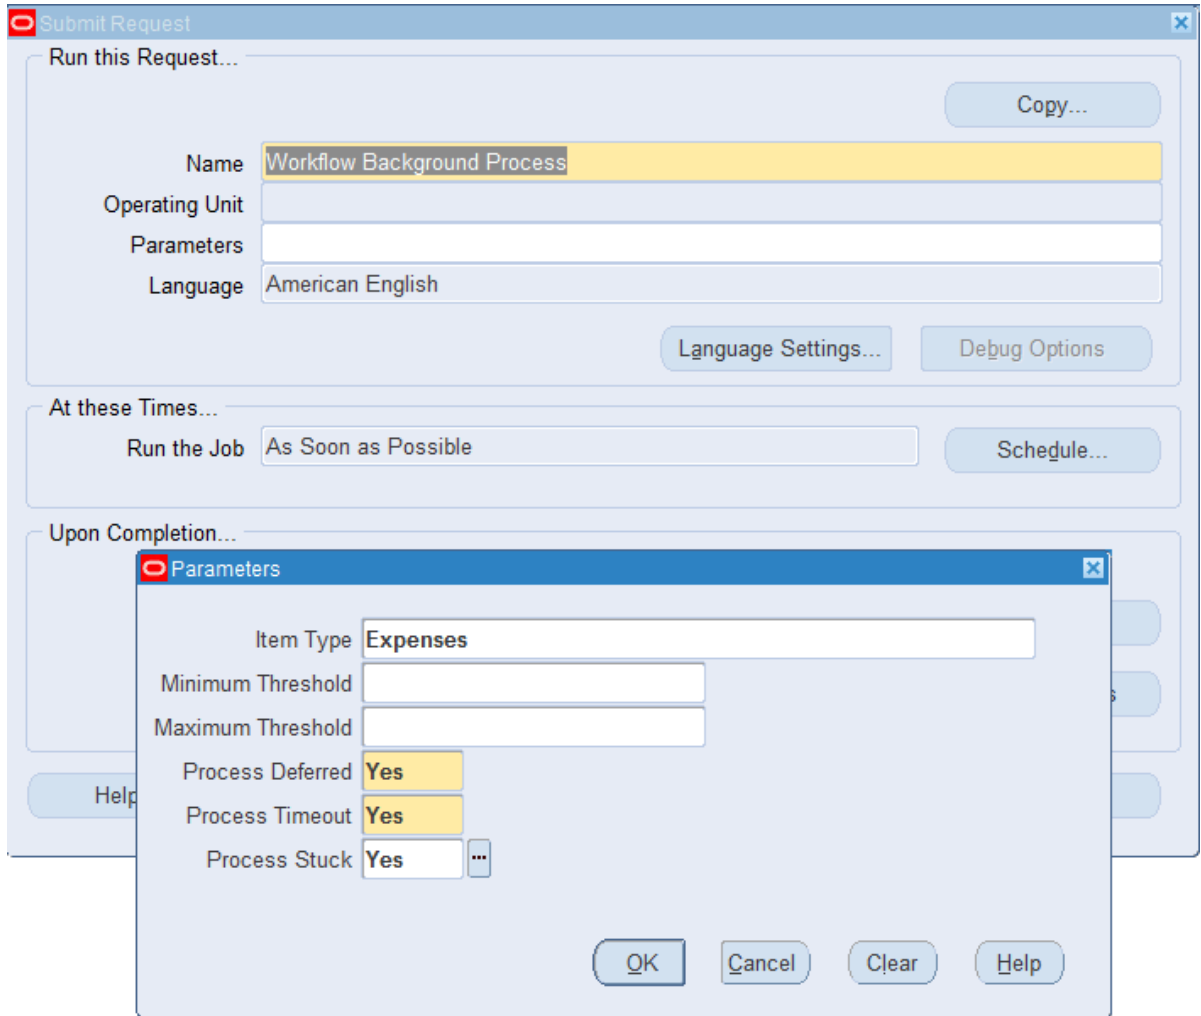 Submit Request
Run this Request...
Copy...
Name Workflow Background Process
Operating Unit
Parameters
Language American English
Language Settings... Debug Options
At these Times...
Run the Job As Soon as Possible Schedule...
Upon Completion...
Parameters
Item Type Expenses
Minimum Threshold
Maximum Threshold
Process Deferred Yes
Help Process Timeout Yes
Process Stuck Yes ...
OK Cancel Clear Help